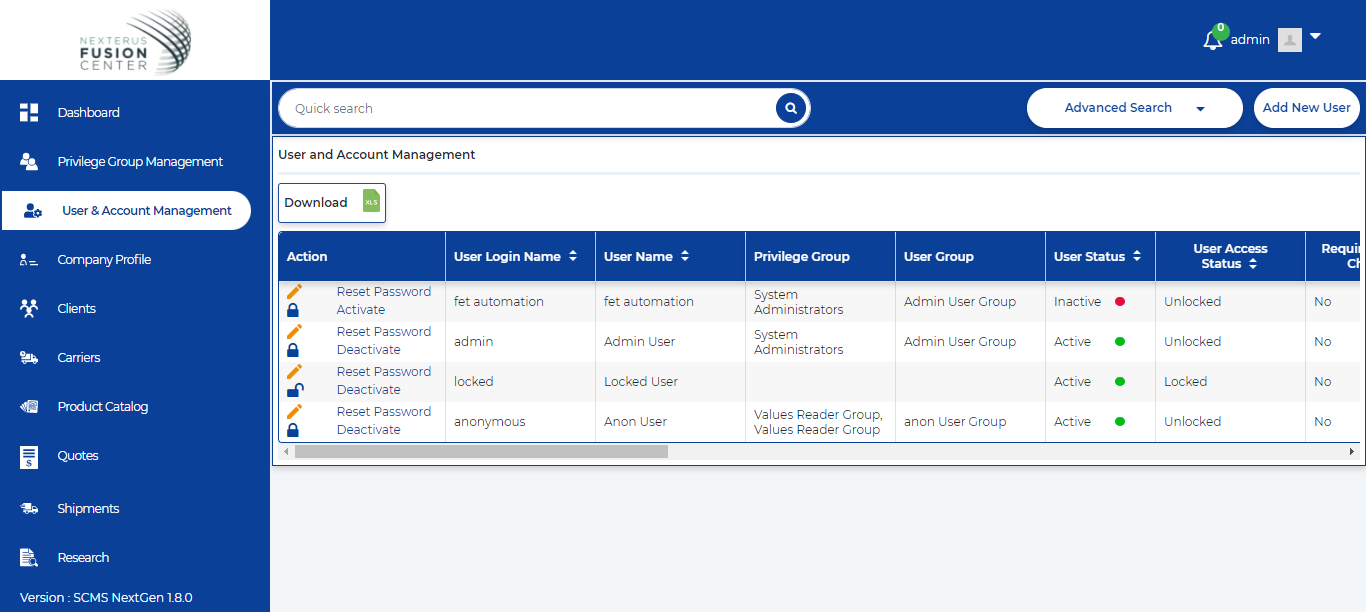 NEXTERUS
FUSION
CENTER
0
admin
Dashboard
Privilege Group Management
User & Account Management
Company Profile
Clients
Carriers
Product Catalog
Quotes
Shipments
Research
Version : SCMS NextGen 1.8.0
Quick search
Advanced Search
Add New User
User and Account Management
Download
XLS
Action
User Login Name
User Name
Privilege Group
User Group
User Status
User Access
Status
Reset Password
Activate
fet automation
fet automation
System
Administrators
Admin User Group
Inactive
Unlocked
No
Reset Password
Deactivate
admin
Admin User
System
Administrators
Admin User Group
Active
Unlocked
No
Reset Password
Deactivate
locked
Locked User
Active
Locked
No
Reset Password
Deactivate
anonymous
Anon User
Values Reader Group,
Values Reader Group
anon User Group
Active
Unlocked
No